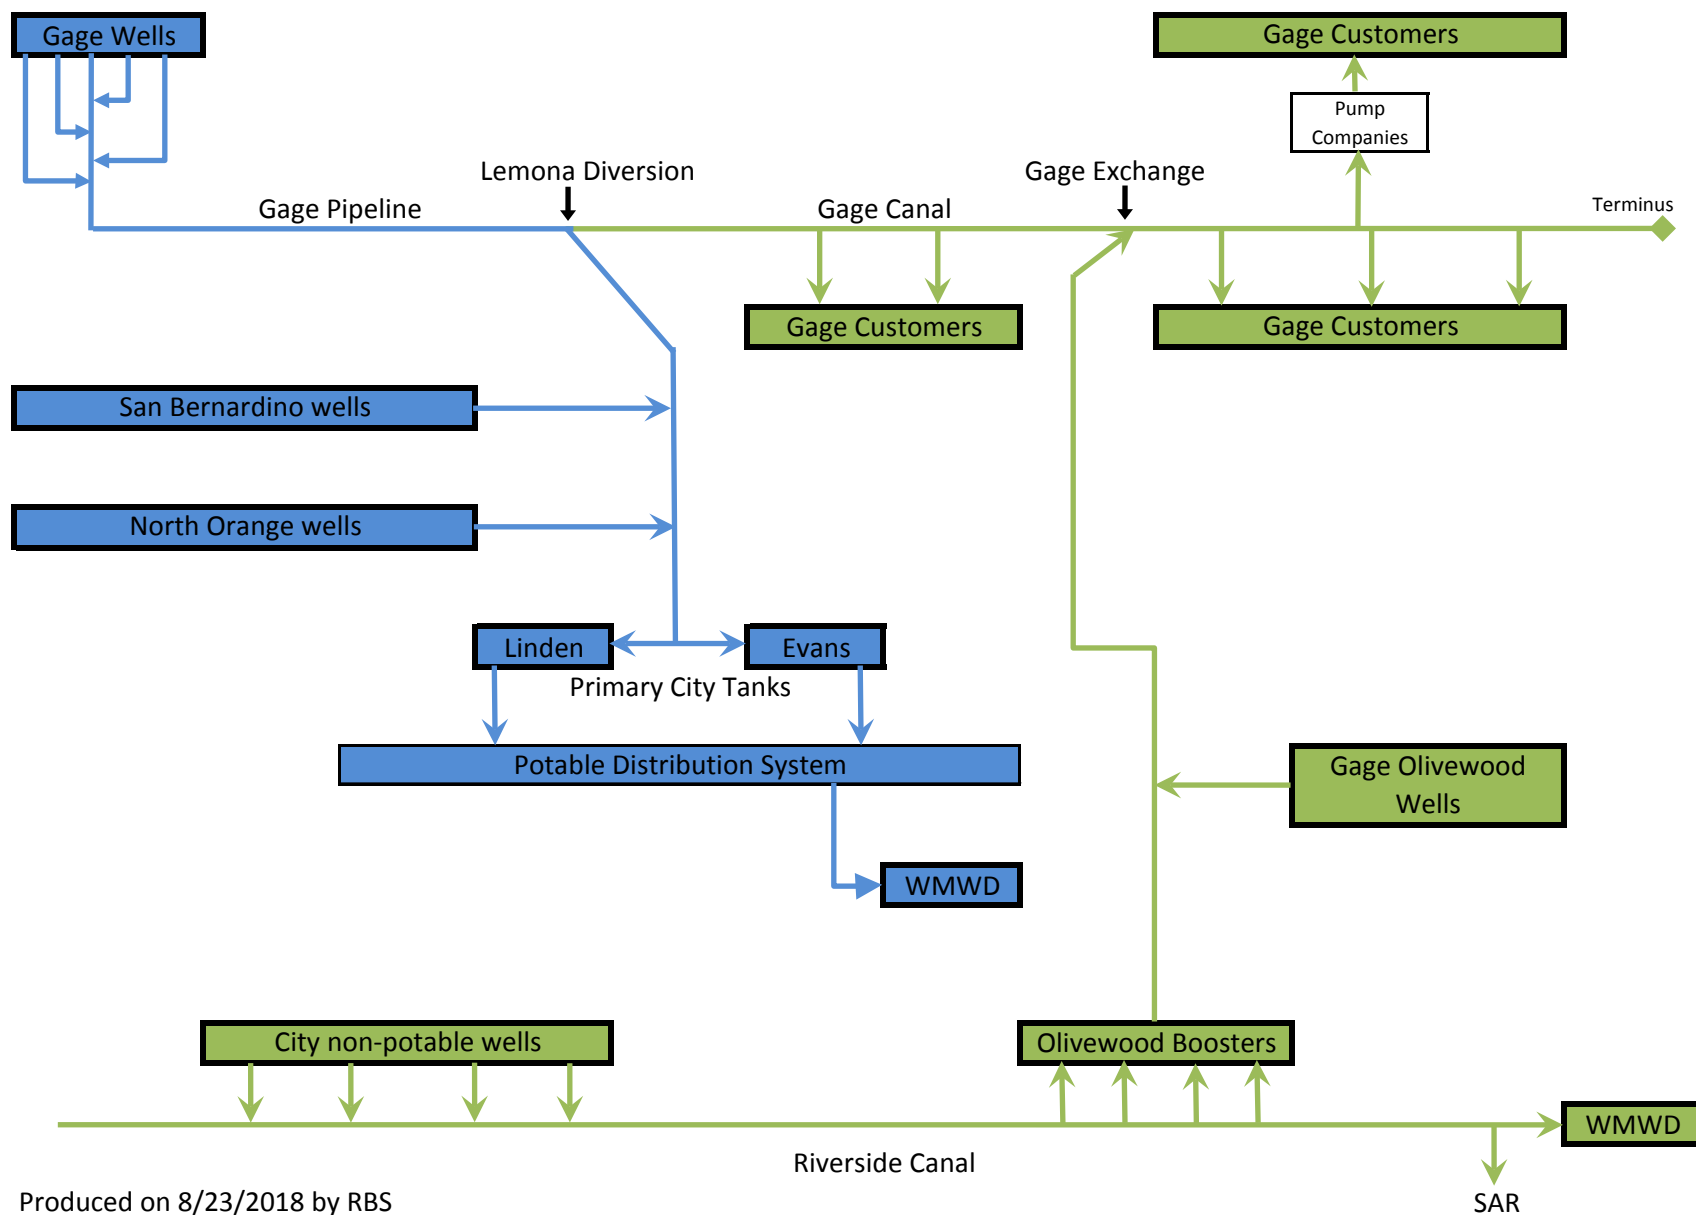 Gage Wells
Gage Customers
Pump
Companies
Lemona Diversion
Gage Exchange
Gage Pipeline
Gage Canal
Terminus
Gage Customers
Gage Customers
San Bernardino wells
North Orange wells
Linden
Evans
Primary City Tanks
Potable Distribution System
Gage Olivewood
Wells
WMWD
City non-potable wells
Olivewood Boosters
WMWD
Riverside Canal
SAR
Produced on 8/23/2018 by RBS